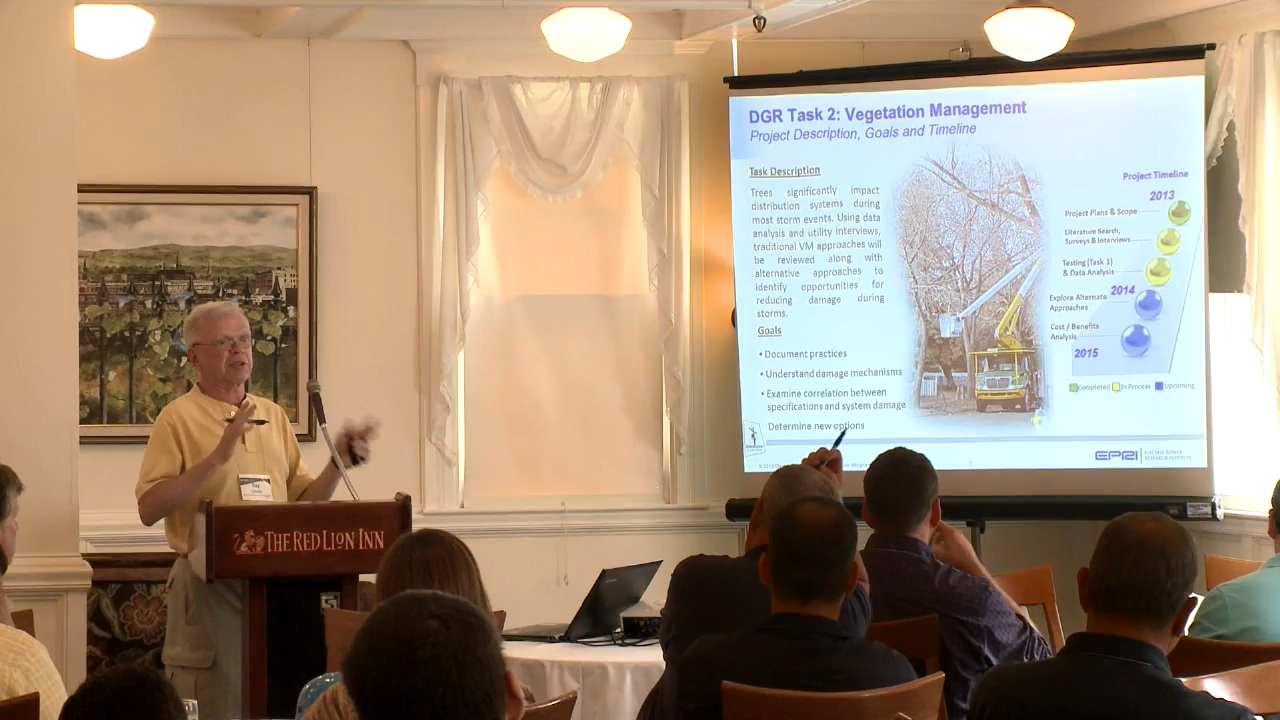 DGR Task 2: Vegetation Management
Project Description, Goals and Timeline
Task Description
Trees significantly impact
distribution systems during
most storm events. Using data
analysis and utility interviews,
traditional VM approaches will
be reviewed along with
alternative approaches to
identify opportunities for
reducing damage during
storms.
Goals
• Document practices
• Understand damage mechanisms
• Examine correlation between
specifications and system damage
Determine new options
Project Timeline
2013
Project Plans & Scope
Literature Search,
Surveys & Interviews
Testing (Task 1)
& Data Analysis
2014
Explore Alternate
Approaches
Cost / Benefits
Analysis
2015
Completed In Process Upcoming
EPRI ELECTRIC POWER
RESEARCH INSTITUTE
7
THE RED LION INN
Ray